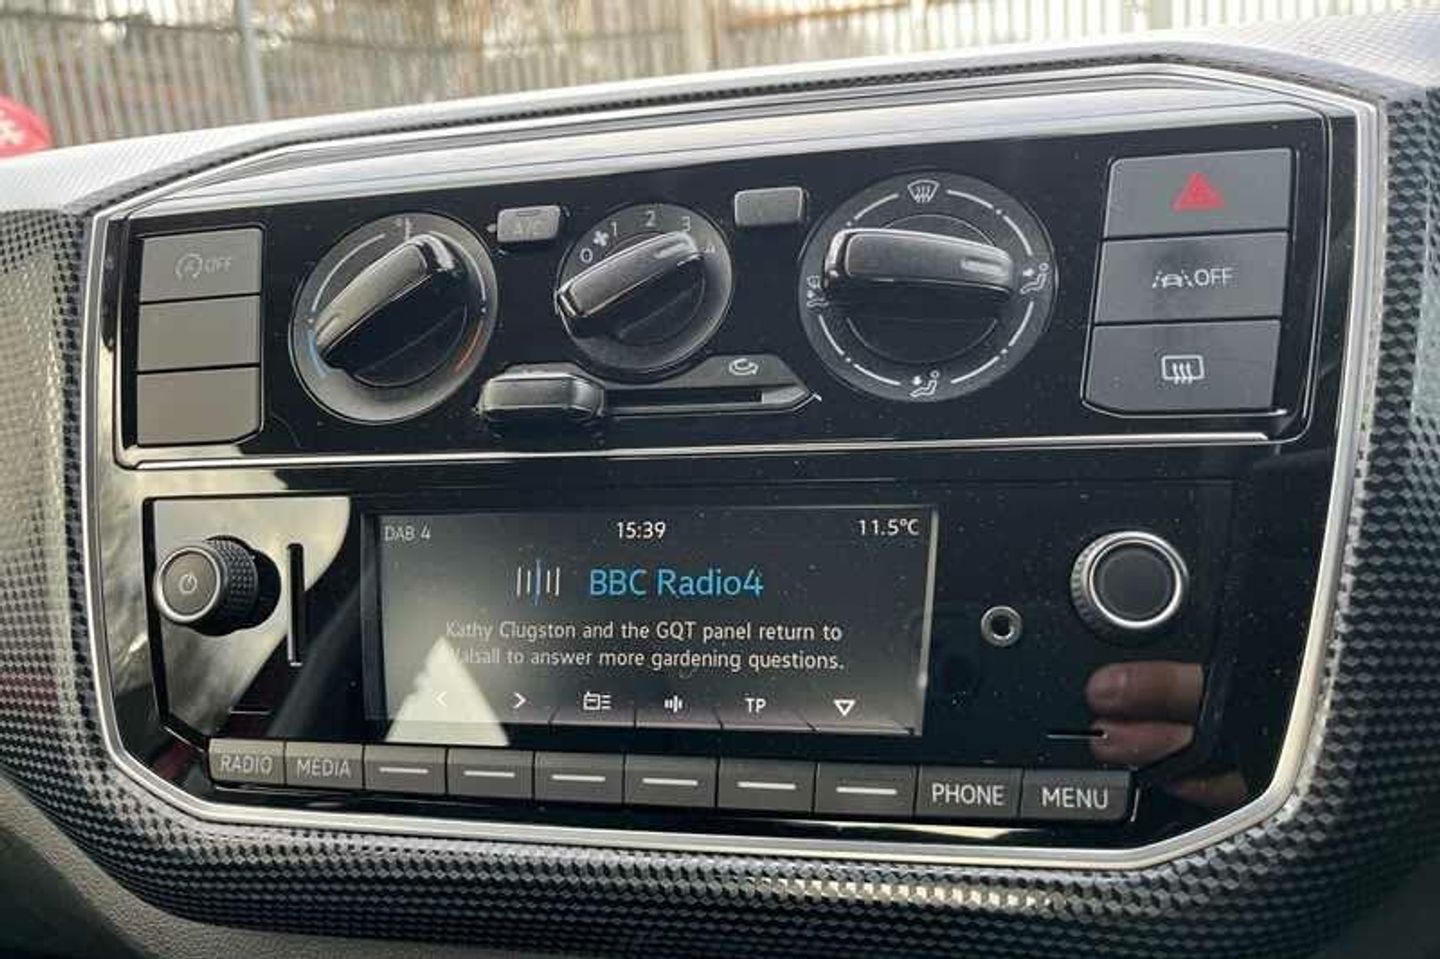 A OFF
A/C
0 1 2 3 4
OFF
DAB 4
15:39
11.5°C
BBC Radio4
Kathy Clugston and the GQT panel return to
Walsall to answer more gardening questions.
TP
RADIO
MEDIA
PHONE
MENU